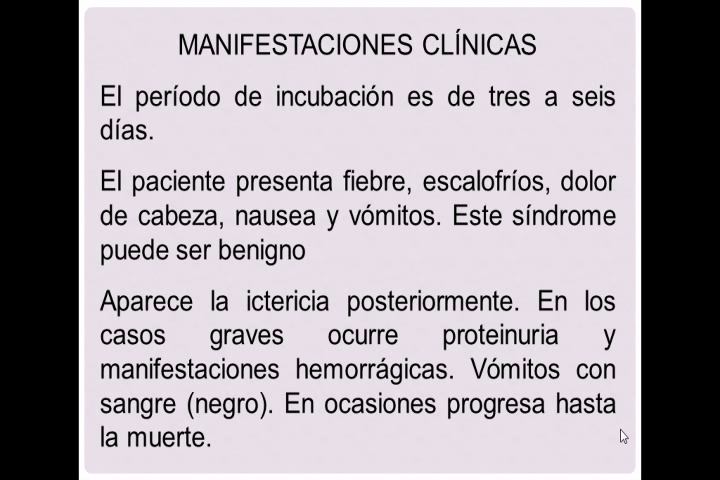 MANIFESTACIONES CLÍNICAS
El período de incubación es de tres a seis
días.
El paciente presenta fiebre, escalofríos, dolor
de cabeza, nausea y vómitos. Este síndrome
puede ser benigno
Aparece la ictericia posteriormente. En los
casos graves ocurre proteinuria y
manifestaciones hemorrágicas. Vómitos con
sangre (negro). En ocasiones progresa hasta
la muerte.